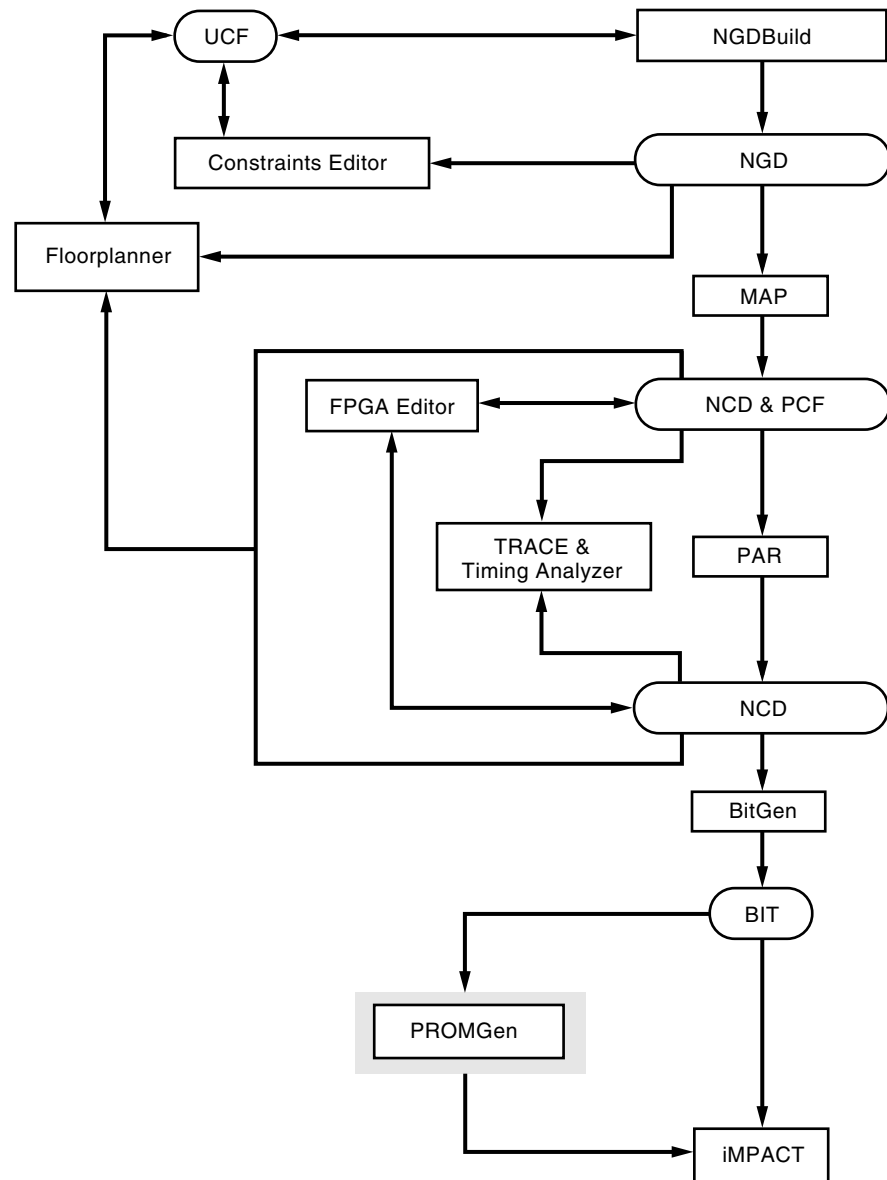 UCF
NGDBuild
Constraints Editor
NGD
Floorplanner
MAP
FPGA Editor
NCD & PCF
TRACE &
Timing Analyzer
PAR
NCD
BitGen
BIT
PROMGen
iMPACT